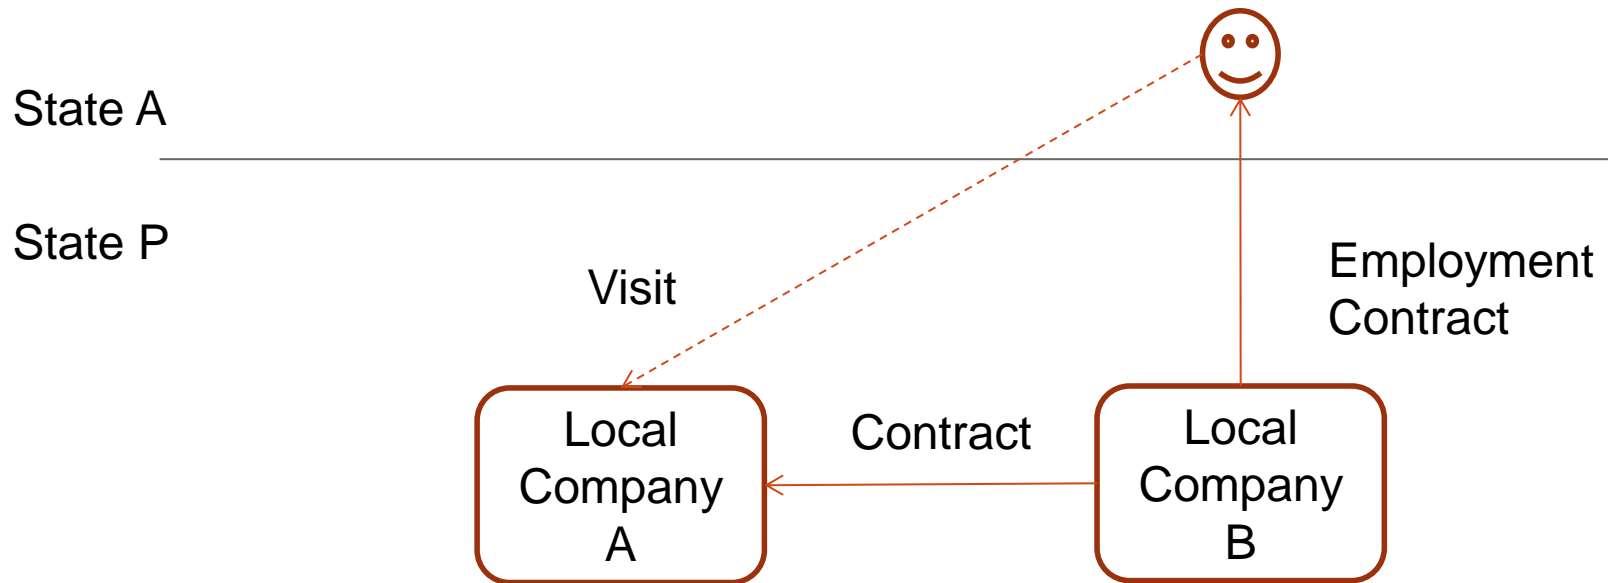 State A
State P
Visit
Employment
Contract
Local
Company
A
Contract
Local
Company
B